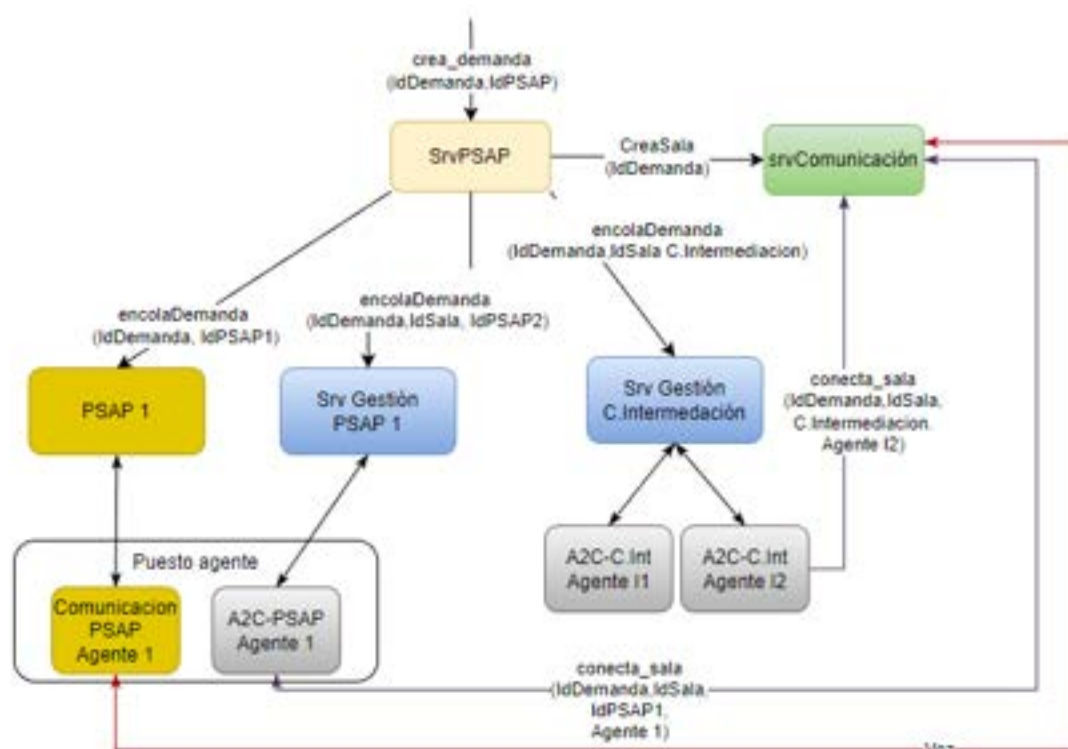 crea_demanda
(IdDemanda,IdPSAP)
SrvPSAP
CreaSala
(IdDemanda)
srvComunicación
encolaDemanda
(IdDemanda,IdSala C.Intermediacion)
encolaDemanda
(IdDemanda, IdPSAP1)
encolaDemanda
(IdDemanda,IdSala, IdPSAP2)
PSAP 1
Srv Gestión
PSAP 1
Srv Gestión
C.Intermedación
conecta_sala
(IdDemanda,IdSala,
C.Intermediacion.
Agente I2)
Puesto agente
Comunicacion
PSAP
Agente 1
A2C-PSAP
Agente 1
A2C-C.Int
Agente I1
A2C-C.Int
Agente I2
conecta_sala
(IdDemanda,IdSala,
IdPSAP1,
Agente 1)